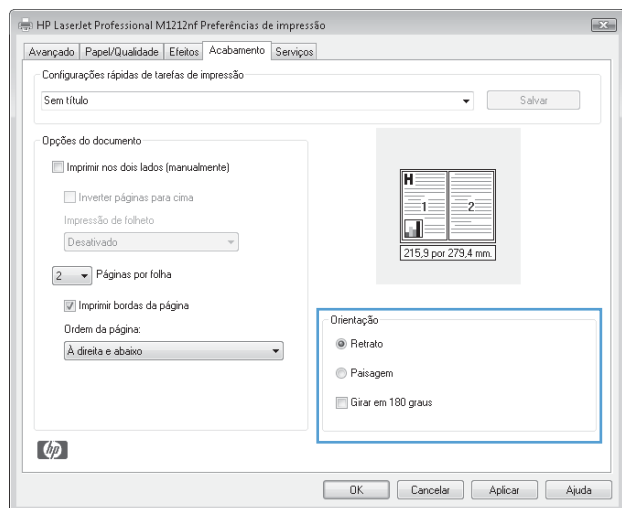 HP LaserJet Professional M1212nf Preferências de impressão
Avançado Papel/Qualidade Efeitos Acabamento Serviços
Configurações rápidas de tarefas de impressão
Sem título Salvar
Opções do documento
Imprimir nos dois lados (manualmente)
Inverter páginas para cima
Impressão de folheto
Desativado
2 Páginas por folha
Imprimir bordas da página
Ordem da página:
À direita e abaixo
H
1 2
215,9 por 279,4 mm.
Orientação
Retrato
Paisagem
Girar em 180 graus
hp
OK Cancelar Aplicar Ajuda